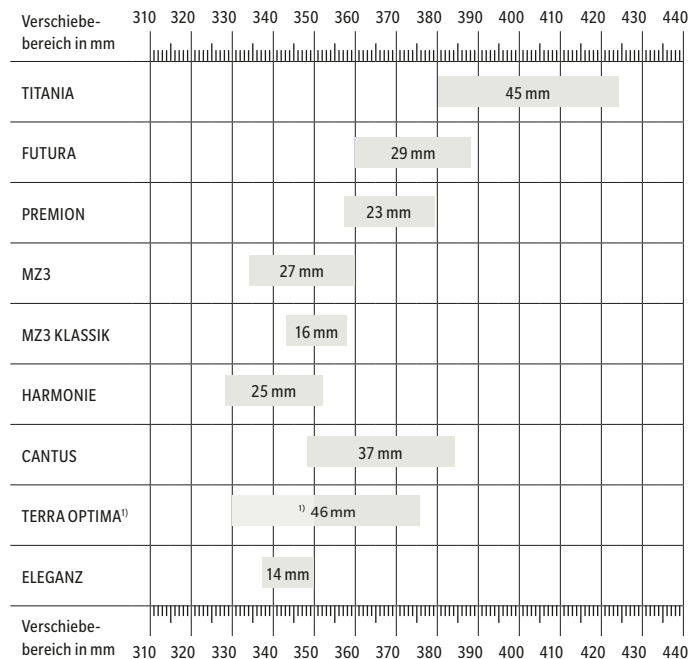 Verschiebe-
bereich in mm
310 320 330 340 350 360 370 380 390 400 410 420 430 440
TITANIA 45 mm
FUTURA 29 mm
PREMION 23 mm
MZ3 27 mm
MZ3 KLASSIK 16 mm
HARMONIE 25 mm
CANTUS 37 mm
TERRA OPTIMA¹⁾ ¹⁾ 46 mm
ELEGANZ 14 mm
Verschiebe-
bereich in mm
310 320 330 340 350 360 370 380 390 400 410 420 430 440